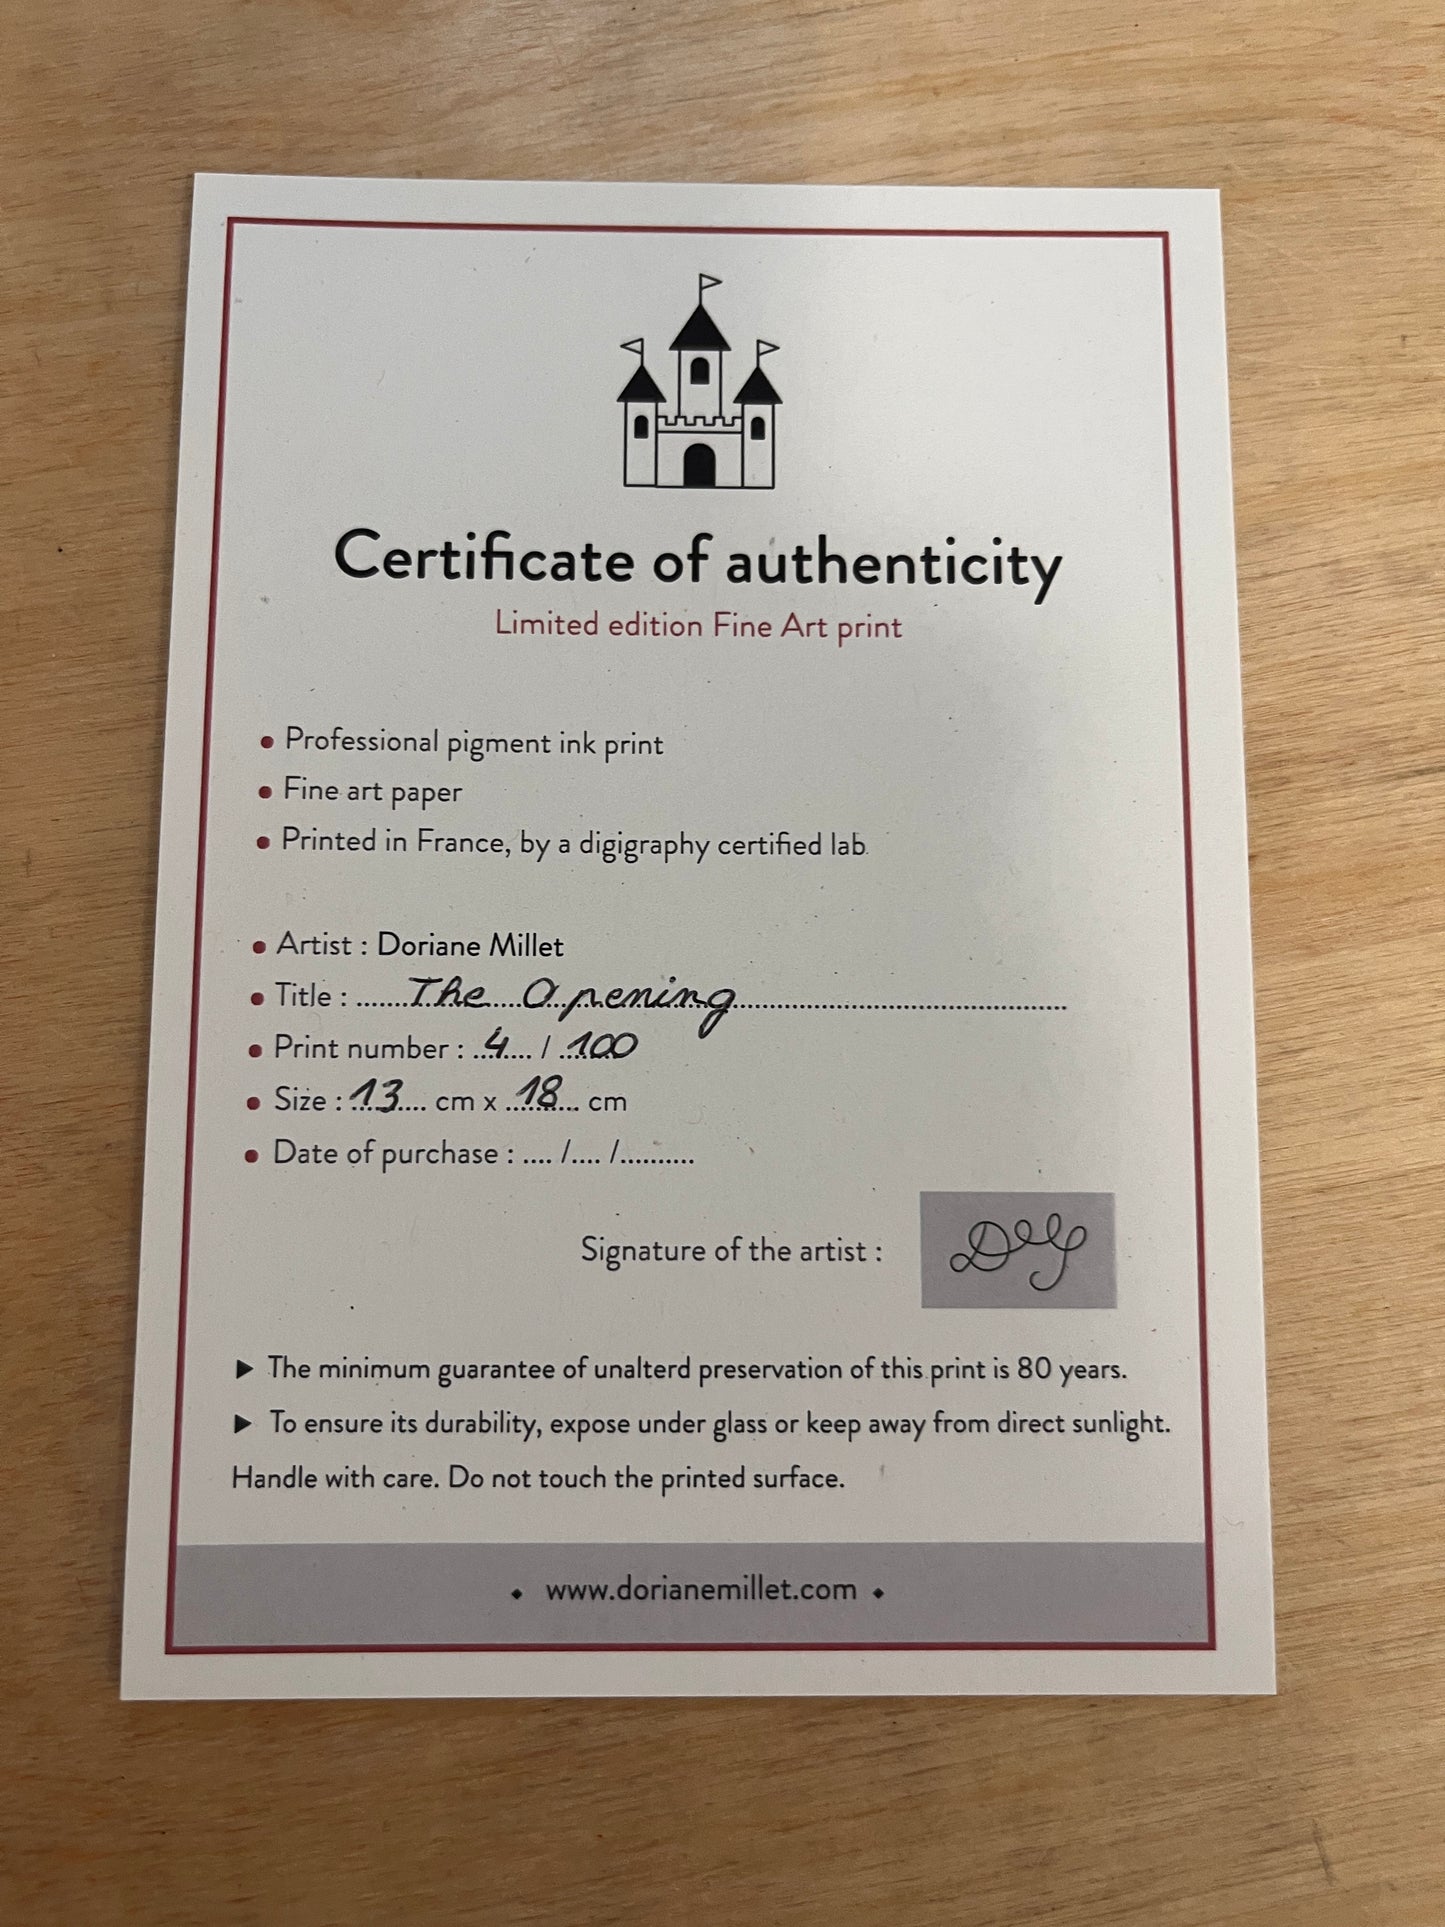 Certificate of authenticity
Limited edition Fine Art print
• Professional pigment ink print
• Fine art paper
• Printed in France, by a digigraphy certified lab
• Artist : Doriane Millet
• Title : ......The Opening..........................................
• Print number : ..4.... / ..100
• Size : 13.... cm x ..18.... cm
• Date of purchase : .... /.... /..........
Signature of the artist :
▶ The minimum guarantee of unalterd preservation of this print is 80 years.
▶ To ensure its durability, expose under glass or keep away from direct sunlight.
Handle with care. Do not touch the printed surface.
⬩ www.dorianemillet.com ⬩